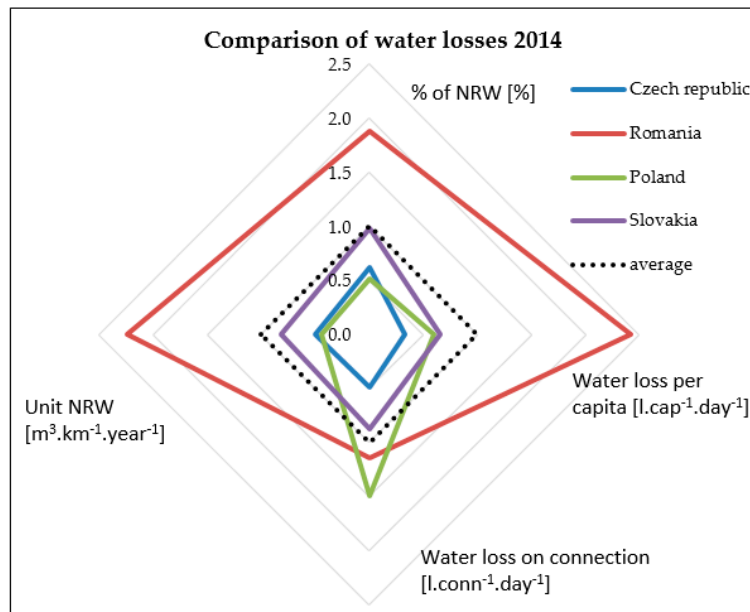 Comparison of water losses 2014
2.5
% of NRW [%]
Czech republic
2.0
Romania
1.5
Poland
1.0
Slovakia
0.5
average
0.0
Water loss per
capita [l.cap⁻¹.day⁻¹]
Unit NRW
[m³.km⁻¹.year⁻¹]
Water loss on connection
[l.conn⁻¹.day⁻¹]